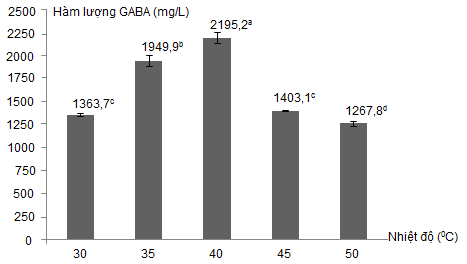 Hàm lượng GABA (mg/L)
2500
2250
2000
1750
1500
1250
1000
750
500
250
0
1363,7ᶜ
1949,9ᵇ
2195,2ᵃ
1403,1ᶜ
1267,8ᵈ
30 35 40 45 50
Nhiệt độ (⁰C)